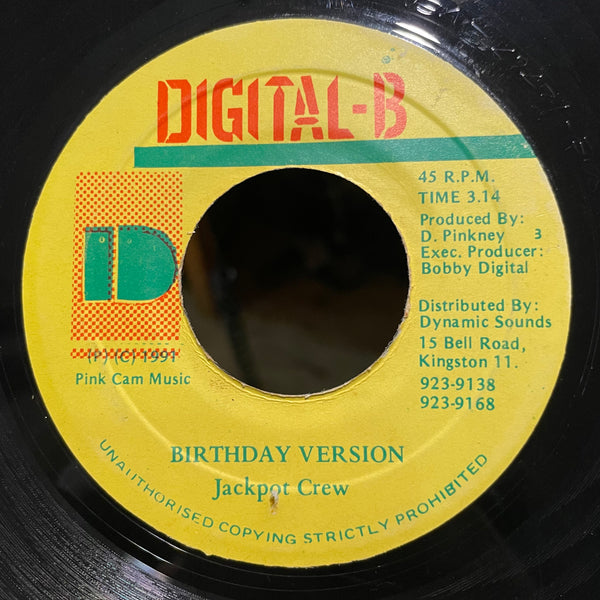 DIGITAL-B
45 R.P.M.
TIME 3.14
Produced By:
D. Pinkney 3
Exec. Producer:
Bobby Digital
D
Distributed By:
Dynamic Sounds
15 Bell Road,
Kingston 11.
923-9138
923-9168
(P) (C) 1991
Pink Cam Music
BIRTHDAY VERSION
Jackpot Crew
UNAUTHORISED COPYING STRICTLY PROHIBITED